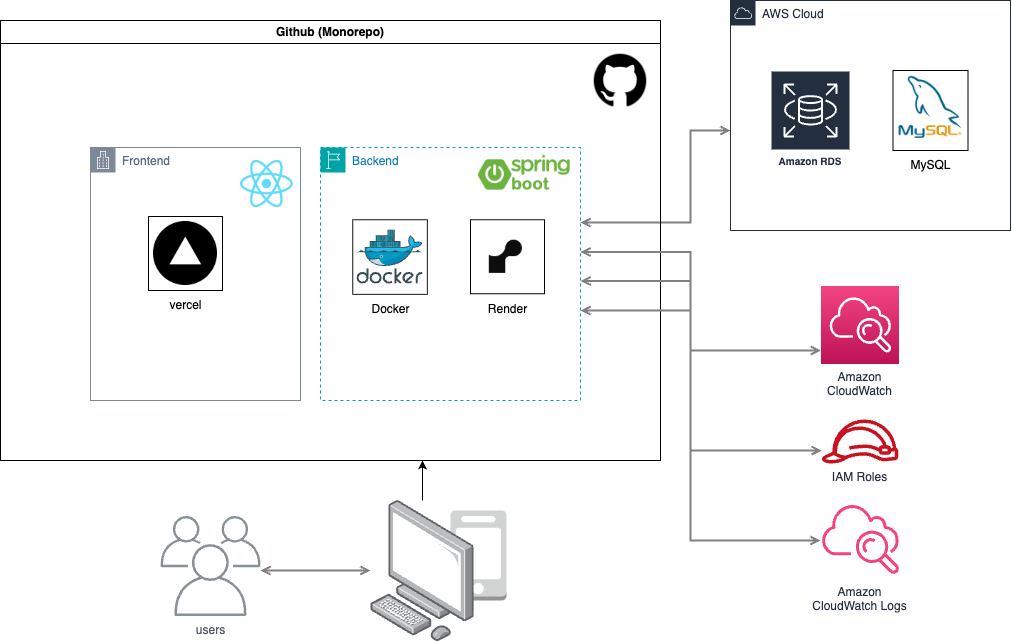 Github (Monorepo)
AWS Cloud
Amazon RDS
MySQL
MySQL
Frontend
vercel
Backend
spring
boot
docker
Docker
Render
Amazon
CloudWatch
IAM Roles
Amazon
CloudWatch Logs
users